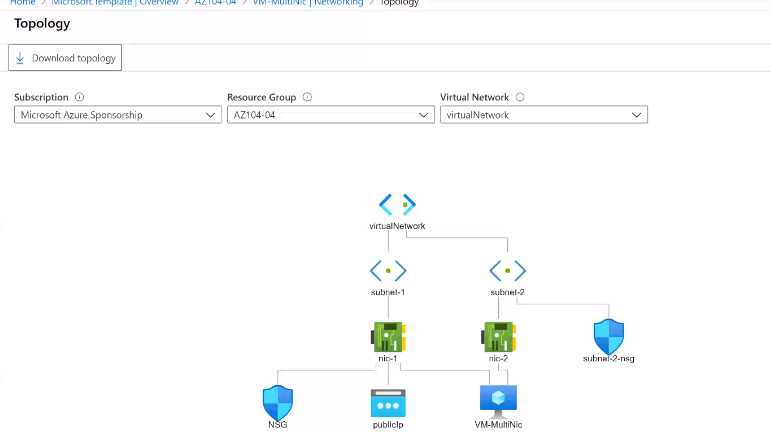 Home > Microsoft.Template | Overview > AZ104-04 > VM-MultiNic | Networking > Topology
Topology
Download topology
Subscription Resource Group Virtual Network
Microsoft Azure Sponsorship AZ104-04 virtualNetwork
virtualNetwork
subnet-1 subnet-2
nic-1 nic-2 subnet-2-nsg
NSG publicIp VM-MultiNic